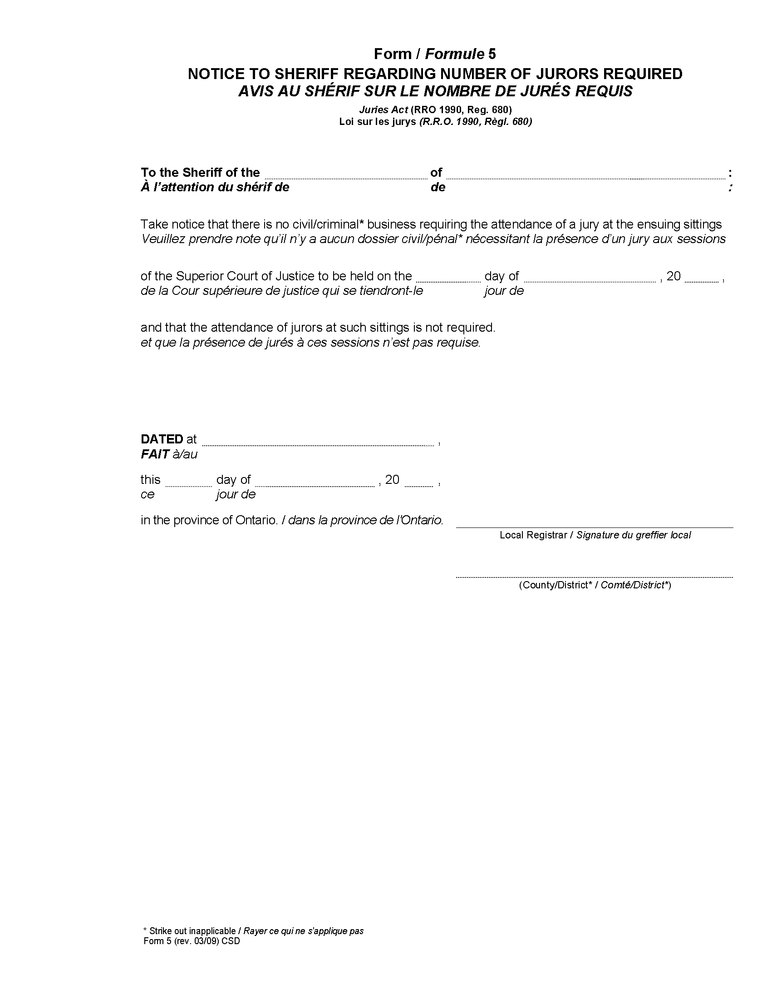 Form / Formule 5
NOTICE TO SHERIFF REGARDING NUMBER OF JURORS REQUIRED
AVIS AU SHÉRIF SUR LE NOMBRE DE JURÉS REQUIS
Juries Act (RRO 1990, Reg. 680)
Loi sur les jurys (R.R.O. 1990, Règl. 680)
To the Sheriff of the of :
À l’attention du shérif de de :
Take notice that there is no civil/criminal* business requiring the attendance of a jury at the ensuing sittings
Veuillez prendre note qu’il n’y a aucun dossier civil/pénal* nécessitant la présence d’un jury aux sessions
of the Superior Court of Justice to be held on the day of , 20 ,
de la Cour supérieure de justice qui se tiendront-le jour de
and that the attendance of jurors at such sittings is not required.
et que la présence de jurés à ces sessions n’est pas requise.
DATED at ,
FAIT à/au
this day of , 20 ,
ce jour de
in the province of Ontario. / dans la province de l'Ontario.
Local Registrar / Signature du greffier local
(County/District* / Comté/District*)
* Strike out inapplicable / Rayer ce qui ne s'applique pas
Form 5 (rev. 03/09) CSD